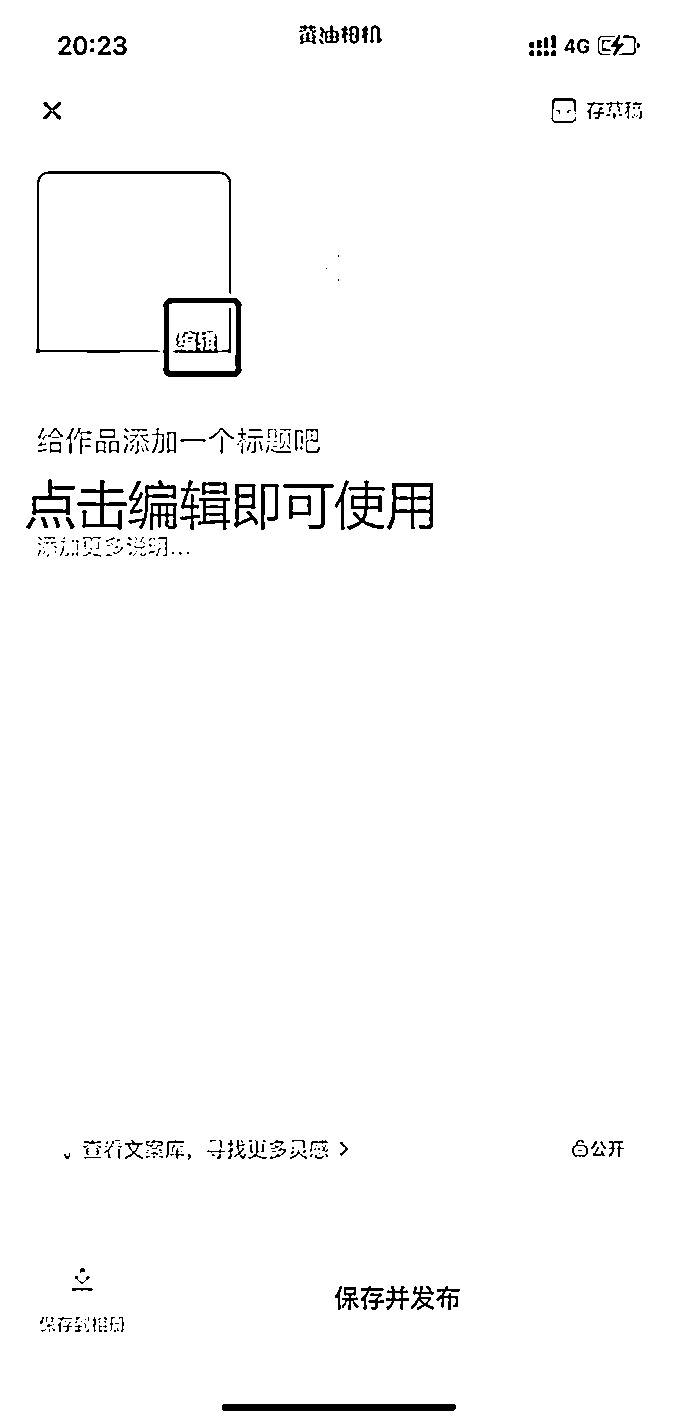 黄油相机
20:23
4G
存草稿
编辑
给作品添加一个标题吧
点击编辑即可使用
添加更多说明...
查看文案库，寻找更多灵感
公开
保存到相册
保存并发布